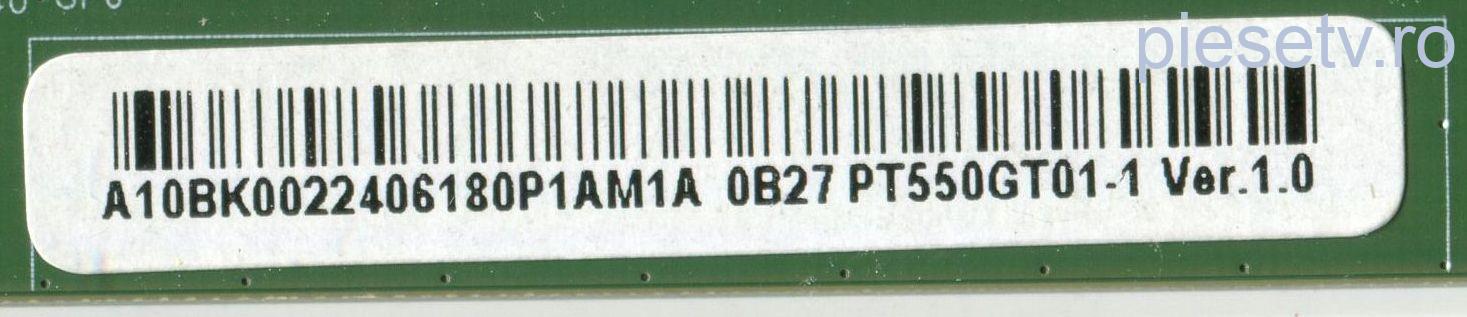 piesetv.ro
A10BK0022406180P1AM1A 0B27 PT550GT01-1 Ver.1.0